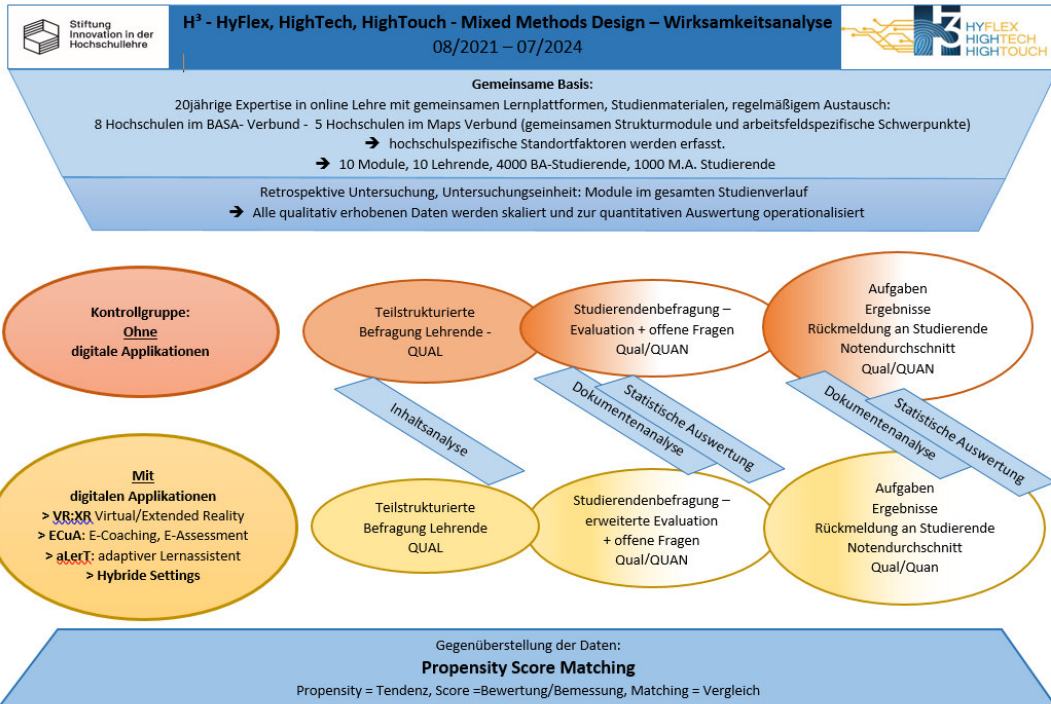 Stiftung
Innovation in der
Hochschullehre
H³ - HyFlex, HighTech, HighTouch - Mixed Methods Design – Wirksamkeitsanalyse
08/2021 – 07/2024
H3
HYFLEX
HIGHTECH
HIGHTOUCH
Gemeinsame Basis:
20jährige Expertise in online Lehre mit gemeinsamen Lernplattformen, Studienmaterialen, regelmäßigem Austausch:
8 Hochschulen im BASA- Verbund - 5 Hochschulen im Maps Verbund (gemeinsamen Strukturmodule und arbeitsfeldspezifische Schwerpunkte)
➔ hochschulspezifische Standortfaktoren werden erfasst.
➔ 10 Module, 10 Lehrende, 4000 BA-Studierende, 1000 M.A. Studierende
Retrospektive Untersuchung, Untersuchungseinheit: Module im gesamten Studienverlauf
➔ Alle qualitativ erhobenen Daten werden skaliert und zur quantitativen Auswertung operationalisiert
Kontrollgruppe:
Ohne
digitale Applikationen
Teilstrukturierte
Befragung Lehrende -
QUAL
Studierendenbefragung –
Evaluation + offene Fragen
Qual/QUAN
Aufgaben
Ergebnisse
Rückmeldung an Studierende
Notendurchschnitt
Qual/QUAN
Inhaltsanalyse
Dokumentenanalyse
Statistische Auswertung
Dokumentenanalyse
Statistische Auswertung
Mit
digitalen Applikationen
> VR;XR Virtual/Extended Reality
> ECuA: E-Coaching, E-Assessment
> aLerT: adaptiver Lernassistent
> Hybride Settings
Teilstrukturierte
Befragung Lehrende
QUAL
Studierendenbefragung –
erweiterte Evaluation
+ offene Fragen
Qual/QUAN
Aufgaben
Ergebnisse
Rückmeldung an Studierende
Notendurchschnitt
Qual/Quan
Gegenüberstellung der Daten:
Propensity Score Matching
Propensity = Tendenz, Score =Bewertung/Bemessung, Matching = Vergleich